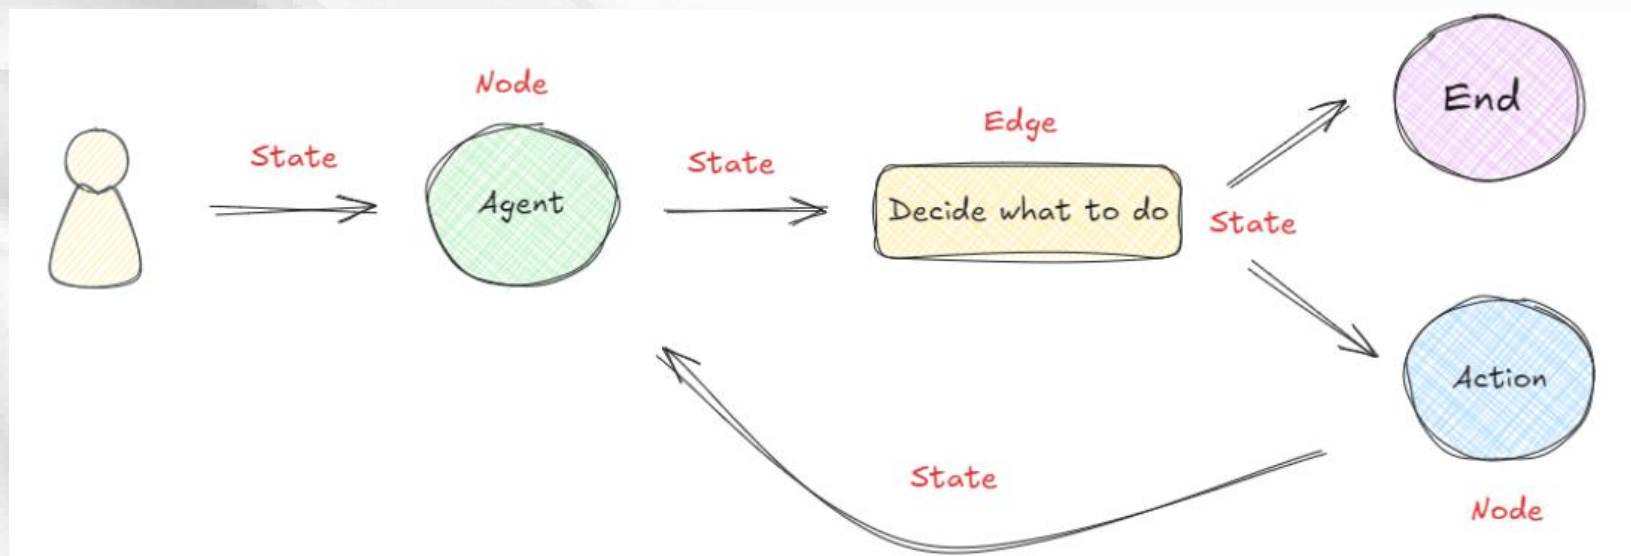 Node
State
Agent
State
Edge
Decide what to do
State
End
Action
Node
State